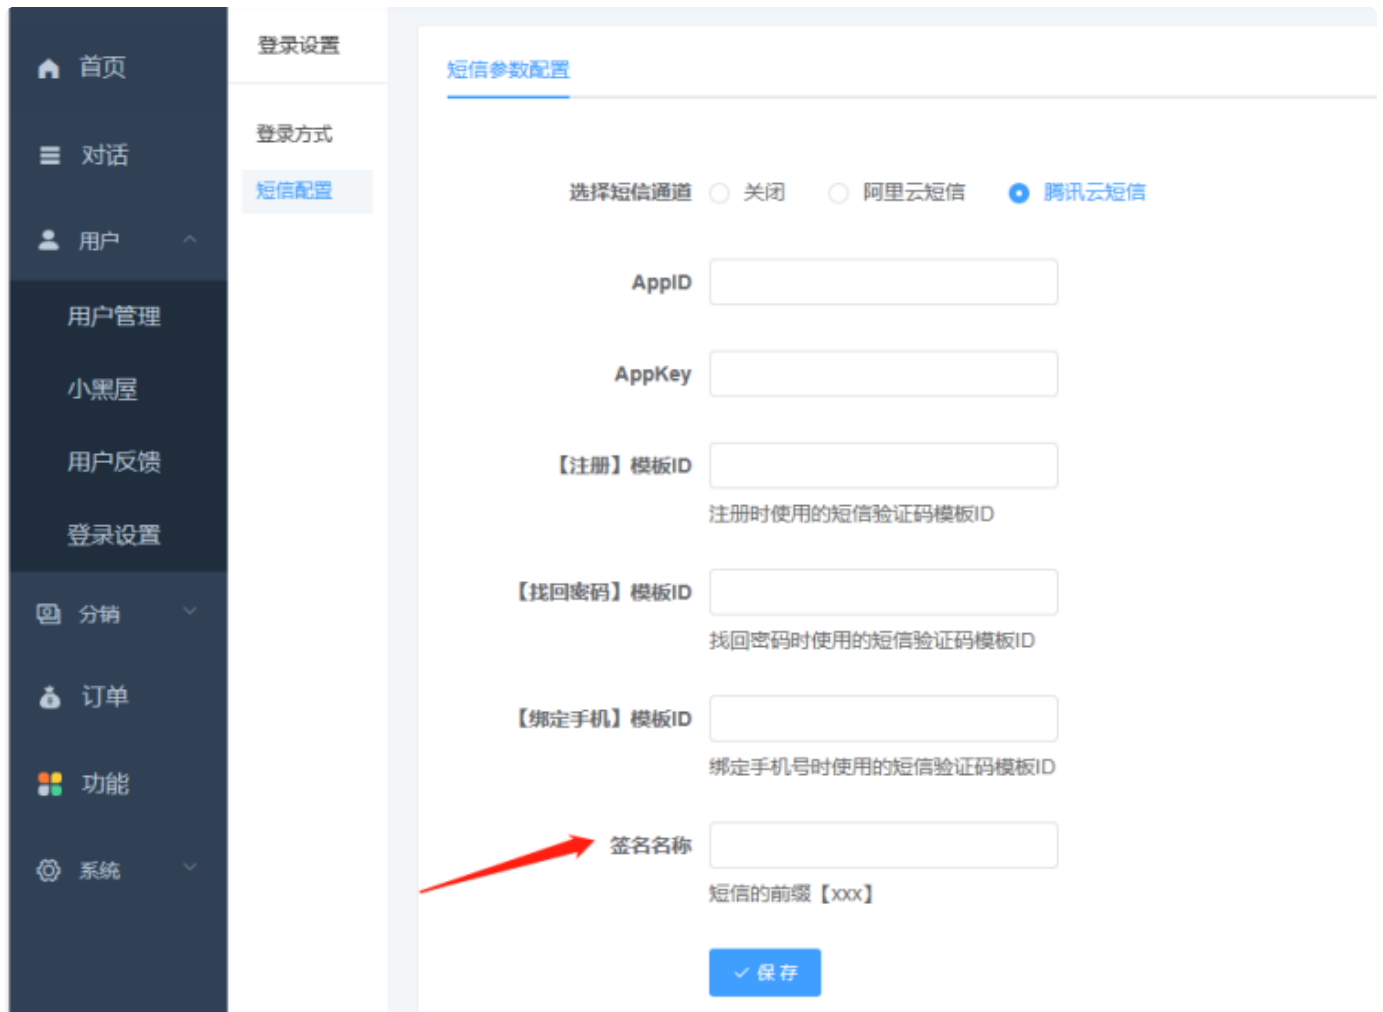 首页
对话
用户
用户管理
小黑屋
用户反馈
登录设置
分销
订单
功能
系统
登录设置
登录方式
短信配置
短信参数配置
选择短信通道 关闭 阿里云短信 腾讯云短信
AppID
AppKey
【注册】模板ID
注册时使用的短信验证码模板ID
【找回密码】模板ID
找回密码时使用的短信验证码模板ID
【绑定手机】模板ID
绑定手机号时使用的短信验证码模板ID
签名名称
短信的前缀【xxx】
保存